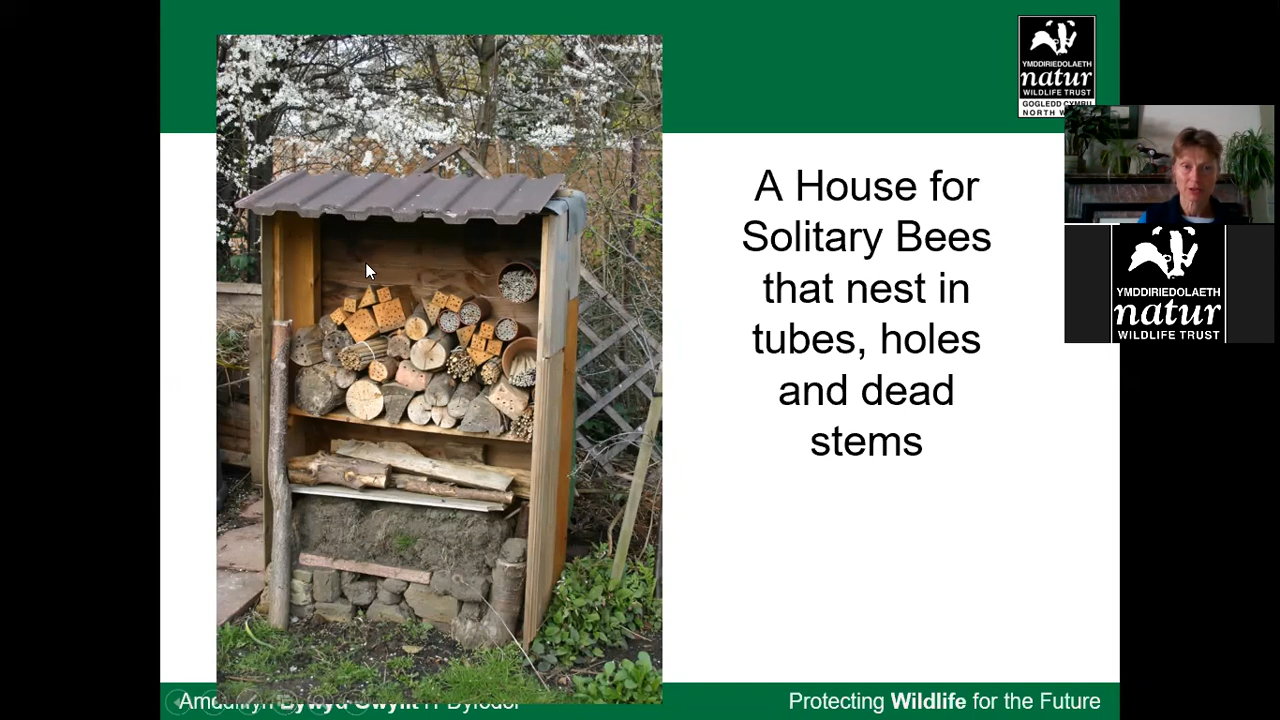 YMDDIRIEDOLAETH
natur
WILDLIFE TRUST
GOGLEDD CYMRU
NORTH
A House for
Solitary Bees
that nest in
tubes, holes
and dead
stems
YMDDIRIEDOLAETH
natur
WILDLIFE TRUST
Protecting Wildlife for the Future